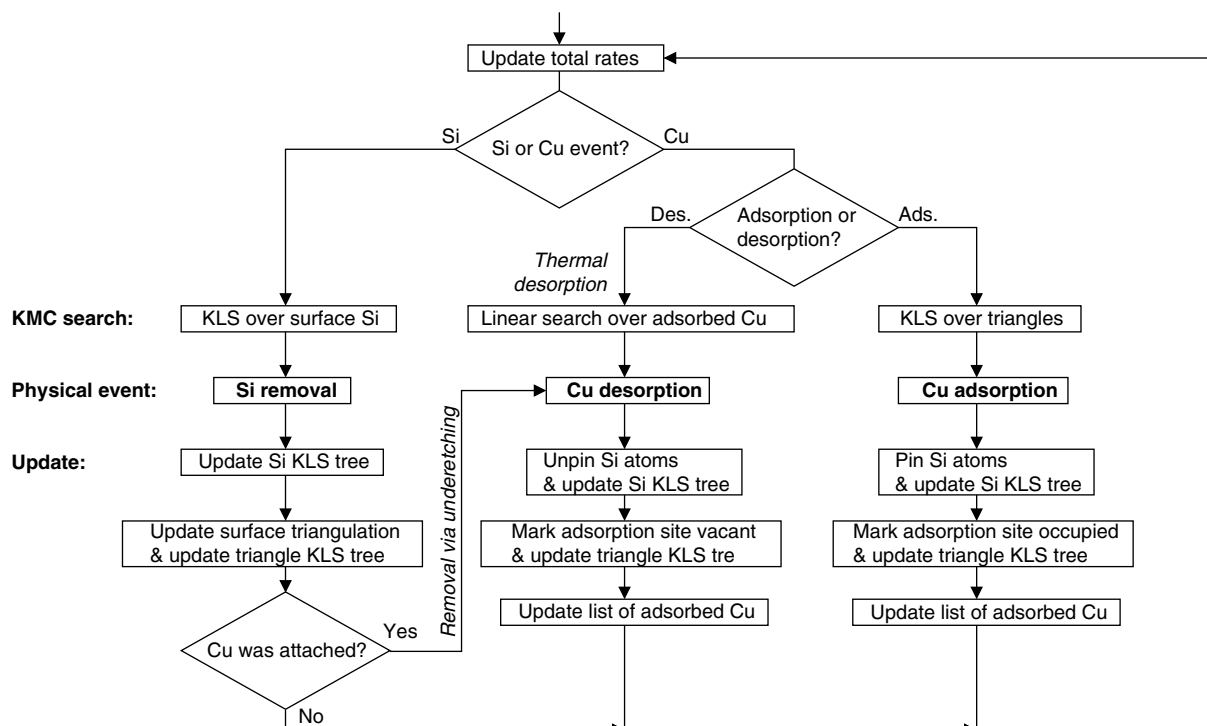 Update total rates
Si
Si or Cu event?
Cu
Des.
Adsorption or
desorption?
Ads.
Thermal
desorption
KMC search:
KLS over surface Si
Linear search over adsorbed Cu
KLS over triangles
Physical event:
Si removal
Cu desorption
Cu adsorption
Update:
Update Si KLS tree
Unpin Si atoms
& update Si KLS tree
Pin Si atoms
& update Si KLS tree
Removal via underetching
Update surface triangulation
& update triangle KLS tree
Mark adsorption site vacant
& update triangle KLS tre
Mark adsorption site occupied
& update triangle KLS tree
Update list of adsorbed Cu
Update list of adsorbed Cu
Cu was attached?
Yes
No